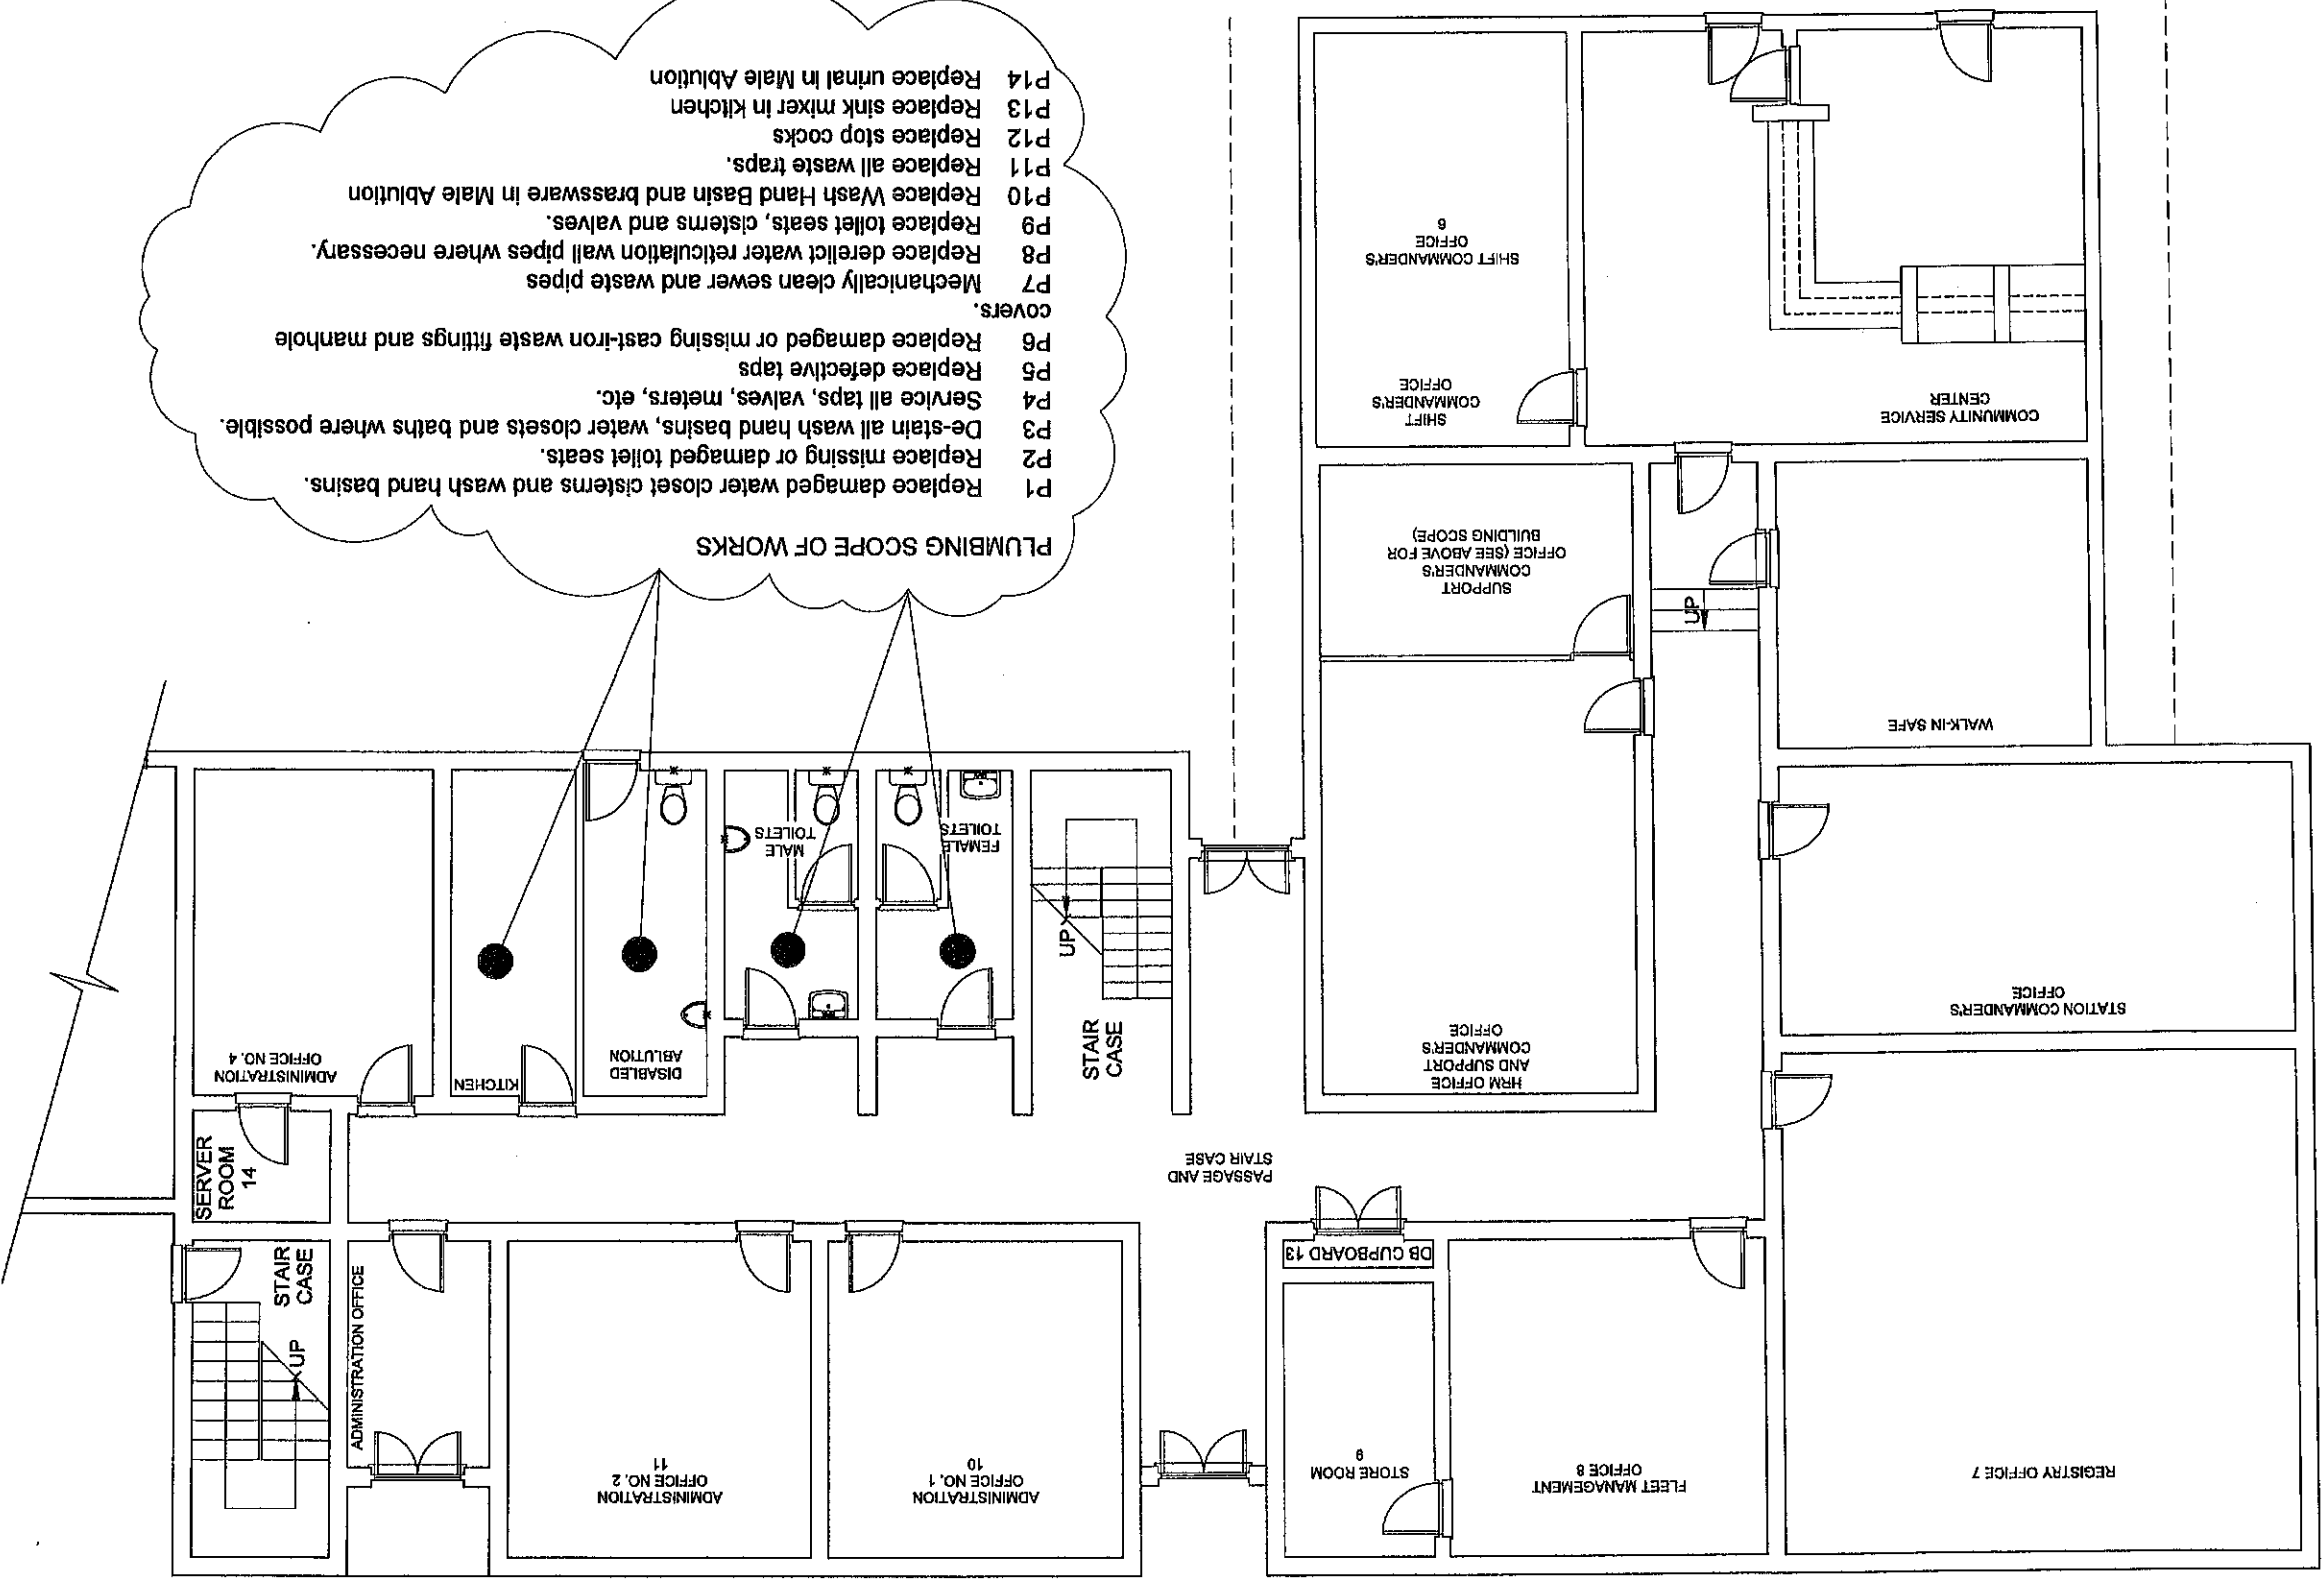 PLUMBING SCOPE OF WORKS
P1 Replace damaged water closet cisterns and wash hand basins.
P2 Replace missing or damaged toilet seats.
P3 De-stain all wash hand basins, water closets and baths where possible.
P4 Service all taps, valves, meters, etc.
P5 Replace defective taps
P6 Replace damaged or missing cast-iron waste fittings and manhole
covers.
P7 Mechanically clean sewer and waste pipes
P8 Replace derelict water reticulation wall pipes where necessary.
P9 Replace toilet seats, cisterns and valves.
P10 Replace Wash Hand Basin and brassware in Male Ablution
P11 Replace all waste traps.
P12 Replace stop cocks
P13 Replace sink mixer in kitchen
P14 Replace urinal in Male Ablution
REGISTRY OFFICE 7
FLEET MANAGEMENT
OFFICE 8
STORE ROOM
9
DB CUPBOARD 13
ADMINISTRATION
OFFICE NO. 1
10
ADMINISTRATION
OFFICE NO. 2
11
ADMINISTRATION OFFICE
STAIR
CASE
UP
SERVER
ROOM
14
PASSAGE AND
STAIR CASE
STATION COMMANDER'S
OFFICE
HRM OFFICE
AND SUPPORT
COMMANDER'S
OFFICE
STAIR
CASE
UP
FEMALE
TOILETS
MALE
TOILETS
DISABLED
ABLUTION
KITCHEN
ADMINISTRATION
OFFICE NO. 4
WALK-IN SAFE
UP
SUPPORT
COMMANDER'S
OFFICE (SEE ABOVE FOR
BUILDING SCOPE)
COMMUNITY SERVICE
CENTER
SHIFT
COMMANDER'S
OFFICE
SHIFT COMMANDER'S
OFFICE
6